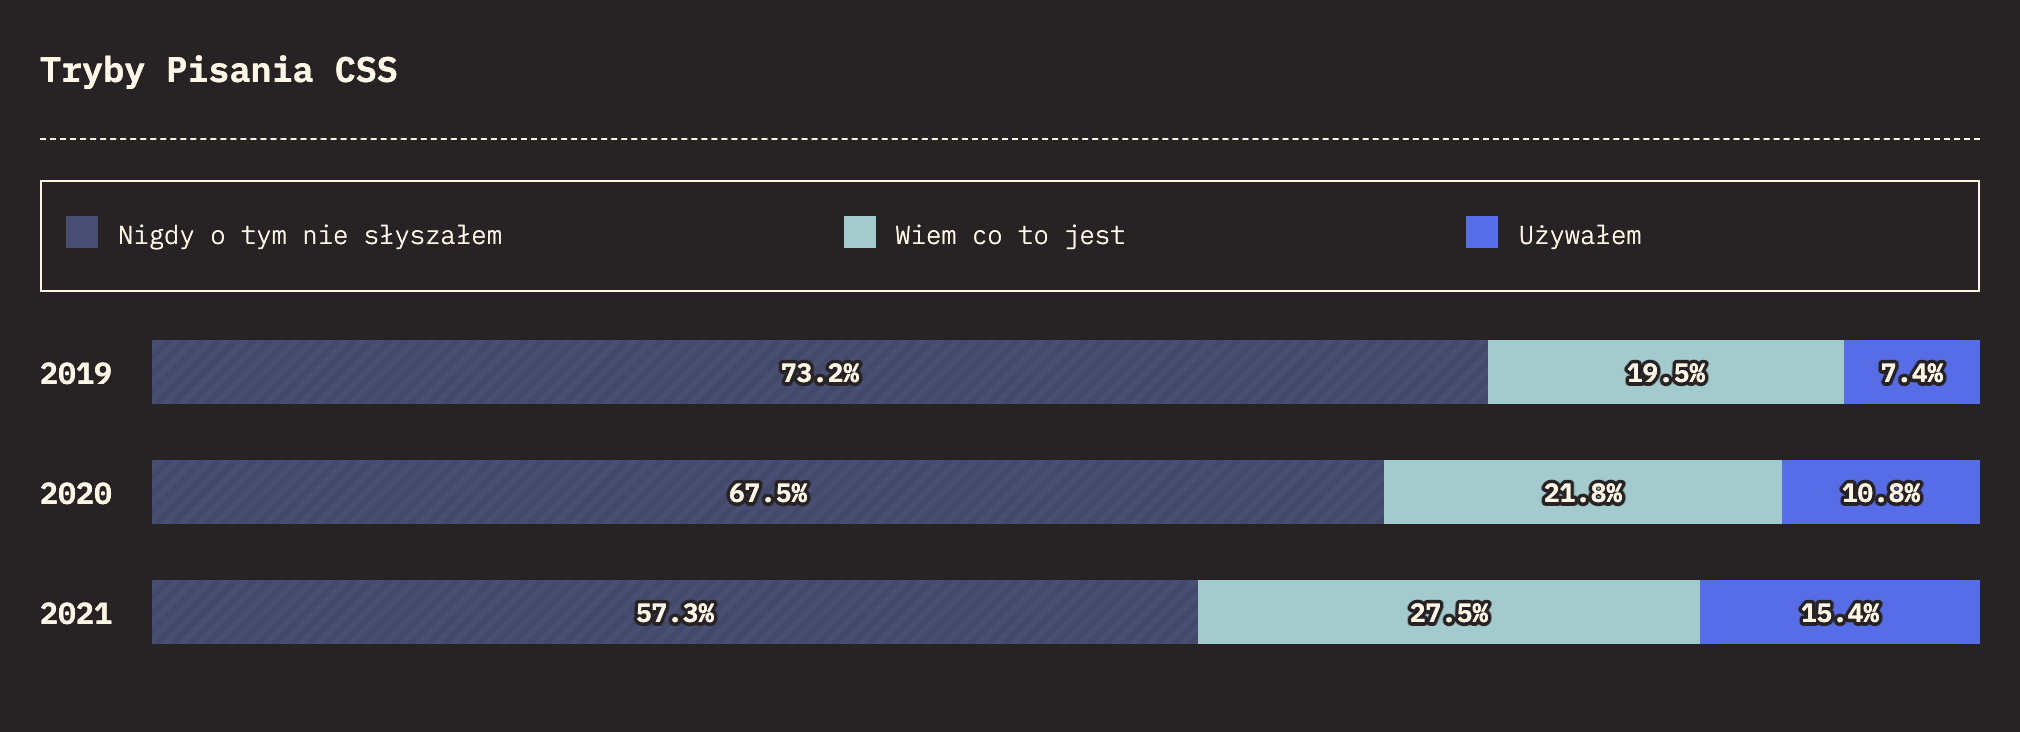 Tryby Pisania CSS
Nigdy o tym nie słyszałem Wiem co to jest Używałem
2019 73.2% 19.5% 7.4%
2020 67.5% 21.8% 10.8%
2021 57.3% 27.5% 15.4%